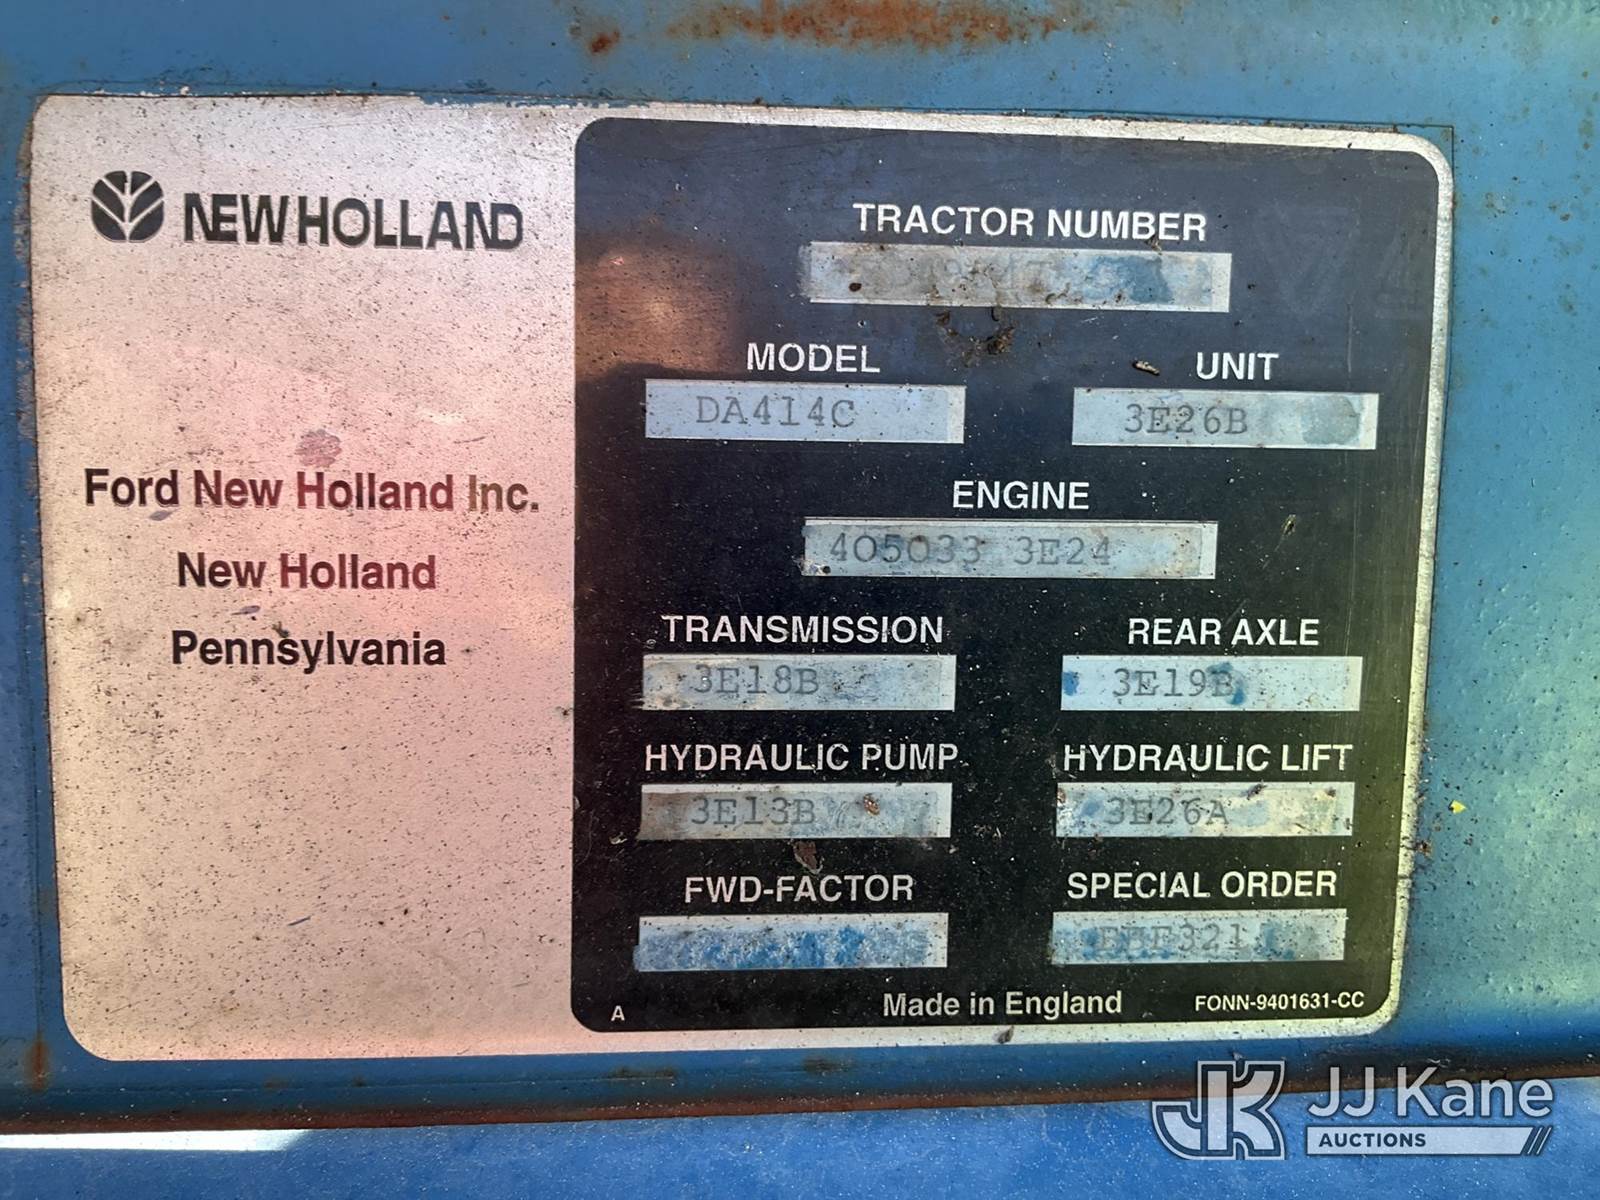 NEW HOLLAND
Ford New Holland Inc.
New Holland
Pennsylvania
TRACTOR NUMBER
MODEL UNIT
DA414C 3E26B
ENGINE
405033 3E24
TRANSMISSION REAR AXLE
3E18B 3E19B
HYDRAULIC PUMP HYDRAULIC LIFT
3E13B 3E26A
FWD-FACTOR SPECIAL ORDER
A Made in England FONN-9401631-CC
JK JJ Kane
AUCTIONS